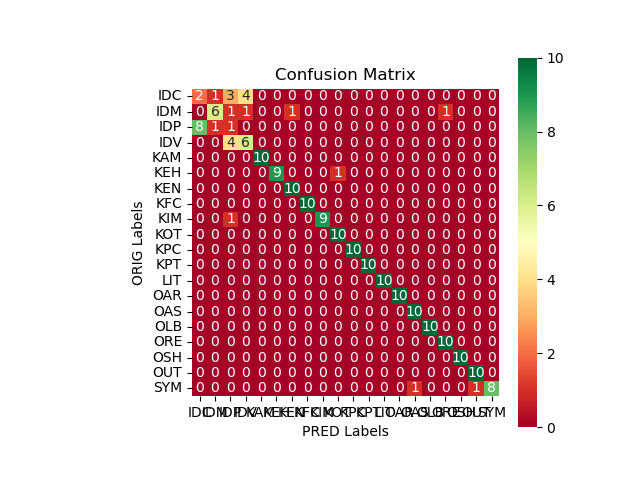 Confusion Matrix
ORIG Labels
IDC 2 1 3 4 0 0 0 0 0 0 0 0 0 0 0 0 0 0 0 0
IDM 0 6 1 1 0 0 1 0 0 0 0 0 0 0 0 0 1 0 0 0
IDP 8 1 1 0 0 0 0 0 0 0 0 0 0 0 0 0 0 0 0 0
IDV 0 0 4 6 0 0 0 0 0 0 0 0 0 0 0 0 0 0 0 0
KAM 0 0 0 0 10 0 0 0 0 0 0 0 0 0 0 0 0 0 0 0
KEH 0 0 0 0 0 9 0 0 0 1 0 0 0 0 0 0 0 0 0 0
KEN 0 0 0 0 0 0 10 0 0 0 0 0 0 0 0 0 0 0 0 0
KFC 0 0 0 0 0 0 0 10 0 0 0 0 0 0 0 0 0 0 0 0
KIM 0 0 1 0 0 0 0 0 9 0 0 0 0 0 0 0 0 0 0 0
KOT 0 0 0 0 0 0 0 0 0 10 0 0 0 0 0 0 0 0 0 0
KPC 0 0 0 0 0 0 0 0 0 0 10 0 0 0 0 0 0 0 0 0
KPT 0 0 0 0 0 0 0 0 0 0 0 10 0 0 0 0 0 0 0 0
LIT 0 0 0 0 0 0 0 0 0 0 0 0 10 0 0 0 0 0 0 0
OAR 0 0 0 0 0 0 0 0 0 0 0 0 0 10 0 0 0 0 0 0
OAS 0 0 0 0 0 0 0 0 0 0 0 0 0 0 10 0 0 0 0 0
OLB 0 0 0 0 0 0 0 0 0 0 0 0 0 0 0 10 0 0 0 0
ORE 0 0 0 0 0 0 0 0 0 0 0 0 0 0 0 0 10 0 0 0
OSH 0 0 0 0 0 0 0 0 0 0 0 0 0 0 0 0 0 10 0 0
OUT 0 0 0 0 0 0 0 0 0 0 0 0 0 0 0 0 0 0 10 0
SYM 0 0 0 0 0 0 0 0 0 0 0 0 0 0 1 0 0 0 1 8
IDC IDM IDP IDV KAM KEH KEN KFC KIM KOT KPC KPT LIT OAR OAS OLB ORE OSH OUT SYM
PRED Labels
10
8
6
4
2
0